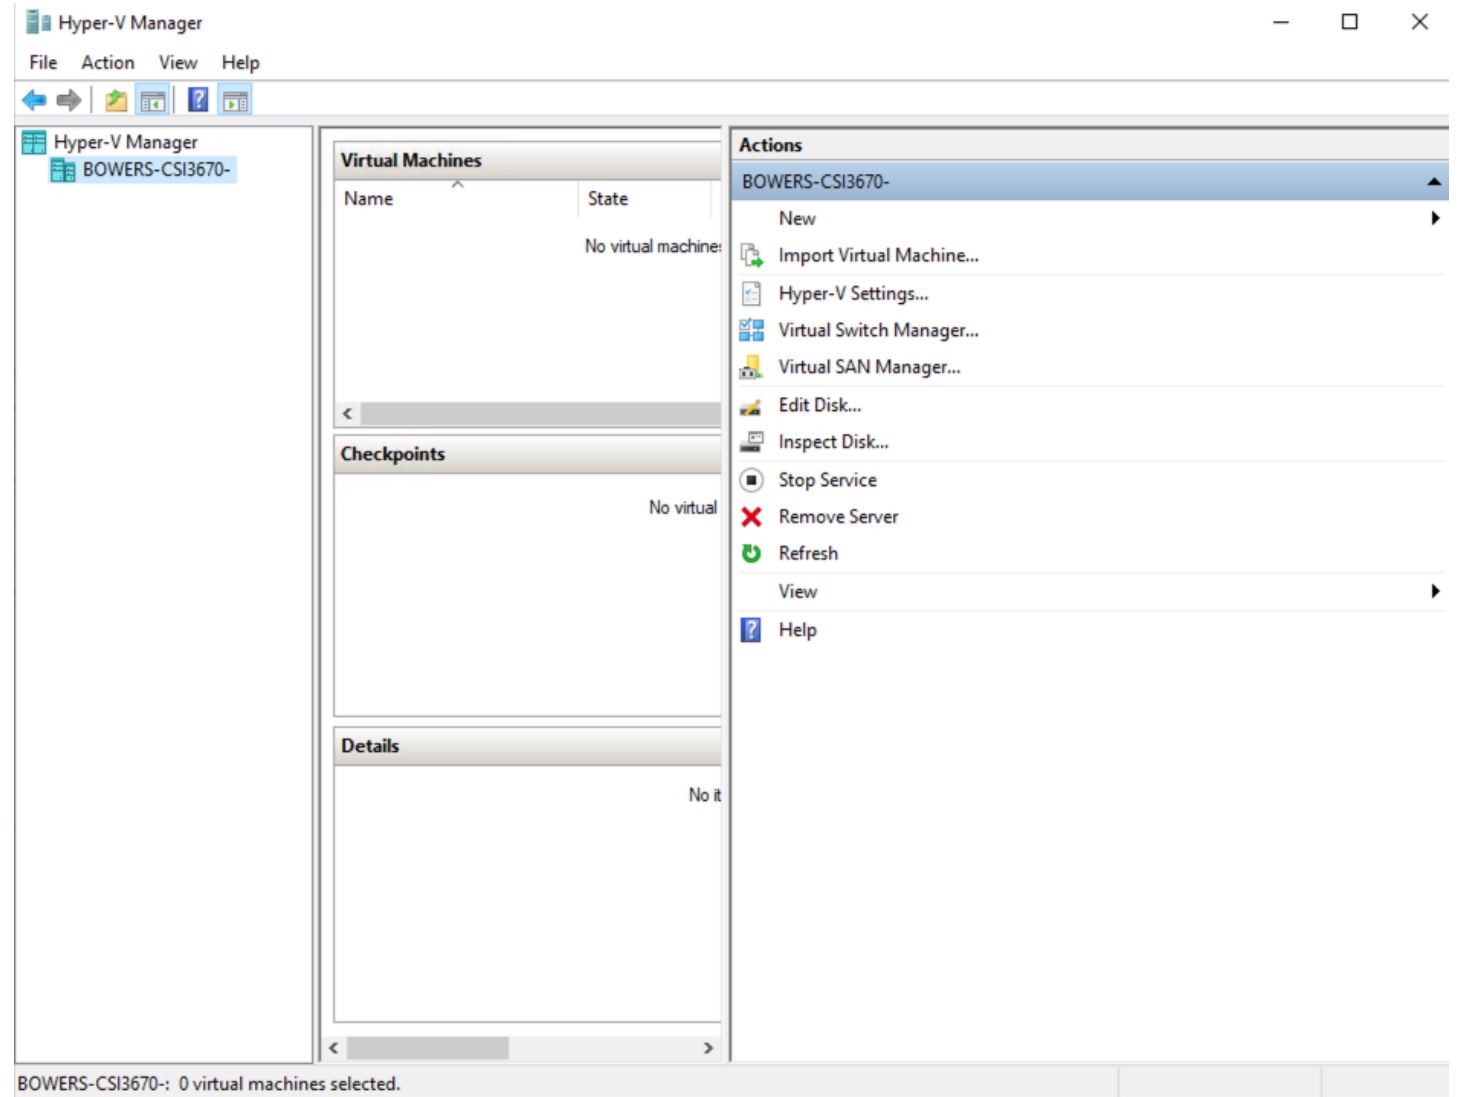 Hyper-V Manager
File Action View Help
Hyper-V Manager
BOWERS-CSI3670-
Virtual Machines
Name State
No virtual machines
Checkpoints
No virtual
Details
No it
Actions
BOWERS-CSI3670-
New
Import Virtual Machine...
Hyper-V Settings...
Virtual Switch Manager...
Virtual SAN Manager...
Edit Disk...
Inspect Disk...
Stop Service
Remove Server
Refresh
View
Help
BOWERS-CSI3670-: 0 virtual machines selected.